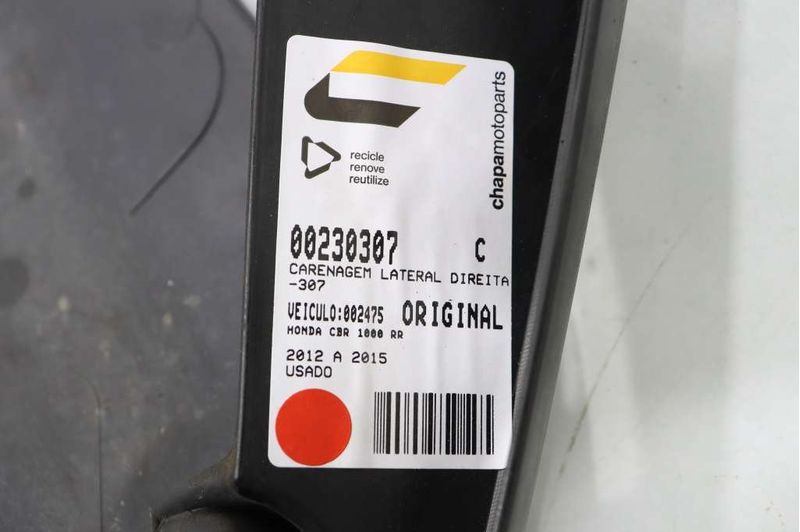 chapamotoparts
recicle
renove
reutilize
00230307 C
CARENAGEM LATERAL DIREITA
-307
VEICULO:002475 ORIGINAL
HONDA CBR 1000 RR
2012 A 2015
USADO